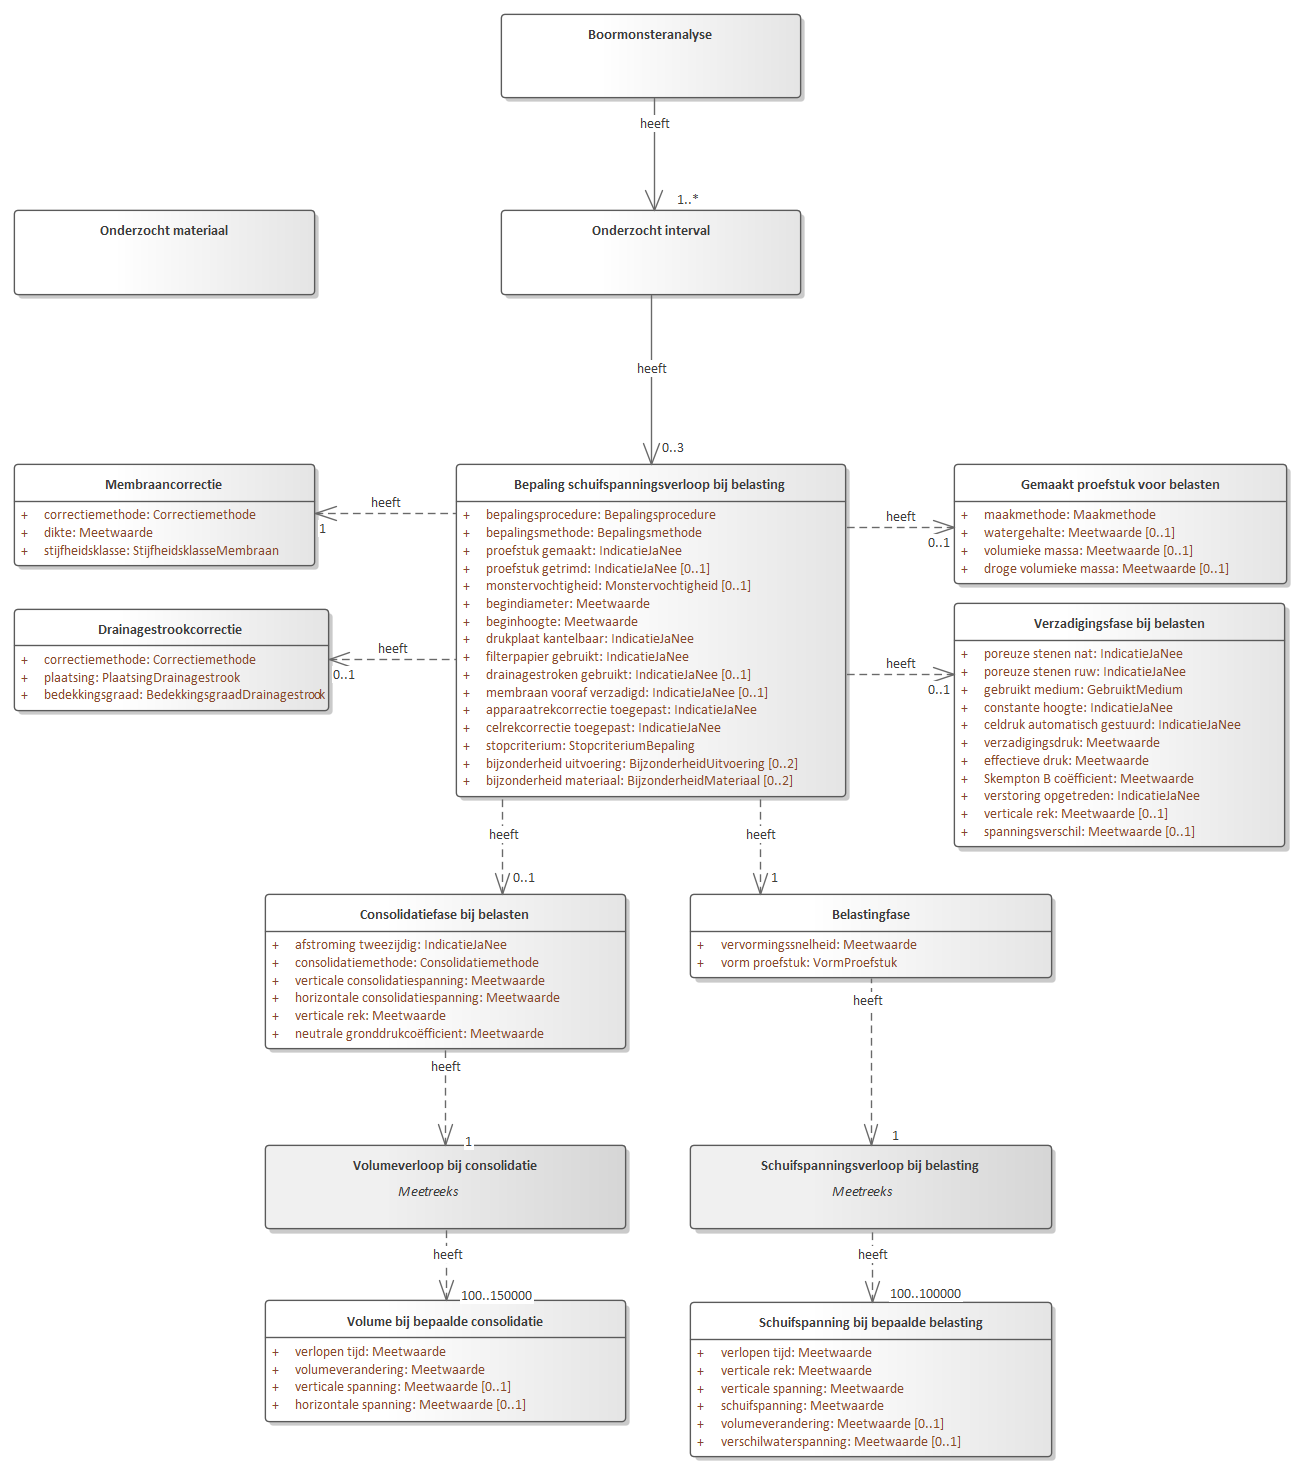 Boormonsteranalyse
heeft
1..*
Onderzocht materiaal
Onderzocht interval
heeft
0..3
Membraancorrectie
+ correctiemethode: Correctiemethode
+ dikte: Meetwaarde
+ stijfheidsklasse: StijfheidsklasseMembraan
heeft
1
Drainagestrookcorrectie
+ correctiemethode: Correctiemethode
+ plaatsing: PlaatsingDrainagestrook
+ bedekkingsgraad: BedekkingsgraadDrainagestrook
heeft
0..1
Bepaling schuifspanningsverloop bij belasting
+ bepalingsprocedure: Bepalingsprocedure
+ bepalingsmethode: Bepalingsmethode
+ proefstuk gemaakt: IndicatieJaNee
+ proefstuk getrimd: IndicatieJaNee [0..1]
+ monstervochtigheid: Monstervochtigheid [0..1]
+ begindiameter: Meetwaarde
+ beginhoogte: Meetwaarde
+ drukplaat kantelbaar: IndicatieJaNee
+ filterpapier gebruikt: IndicatieJaNee
+ drainagestroken gebruikt: IndicatieJaNee [0..1]
+ membraan vooraf verzadigd: IndicatieJaNee [0..1]
+ apparaatrekcorrectie toegepast: IndicatieJaNee
+ celrekcorrectie toegepast: IndicatieJaNee
+ stopcriterium: StopcriteriumBepaling
+ bijzonderheid uitvoering: BijzonderheidUitvoering [0..2]
+ bijzonderheid materiaal: BijzonderheidMateriaal [0..2]
heeft
0..1
Gemaakt proefstuk voor belasten
+ maakmethode: Maakmethode
+ watergehalte: Meetwaarde [0..1]
+ volumieke massa: Meetwaarde [0..1]
+ droge volumieke massa: Meetwaarde [0..1]
heeft
0..1
Verzadigingsfase bij belasten
+ poreuze stenen nat: IndicatieJaNee
+ poreuze stenen ruw: IndicatieJaNee
+ gebruikt medium: GebruiktMedium
+ constante hoogte: IndicatieJaNee
+ celdruk automatisch gestuurd: IndicatieJaNee
+ verzadigingsdruk: Meetwaarde
+ effectieve druk: Meetwaarde
+ Skempton B coëfficient: Meetwaarde
+ verstoring opgetreden: IndicatieJaNee
+ verticale rek: Meetwaarde [0..1]
+ spanningsverschil: Meetwaarde [0..1]
heeft
0..1
heeft
1
Consolidatiefase bij belasten
+ afstroming tweezijdig: IndicatieJaNee
+ consolidatiemethode: Consolidatiemethode
+ verticale consolidatiespanning: Meetwaarde
+ horizontale consolidatiespanning: Meetwaarde
+ verticale rek: Meetwaarde
+ neutrale gronddrukcoëfficient: Meetwaarde
Belastingfase
+ vervormingssnelheid: Meetwaarde
+ vorm proefstuk: VormProefstuk
heeft
1
heeft
1
Volumeverloop bij consolidatie
Meetreeks
Schuifspanningsverloop bij belasting
Meetreeks
heeft
100..150000
heeft
100..100000
Volume bij bepaalde consolidatie
+ verlopen tijd: Meetwaarde
+ volumeverandering: Meetwaarde
+ verticale spanning: Meetwaarde [0..1]
+ horizontale spanning: Meetwaarde [0..1]
Schuifspanning bij bepaalde belasting
+ verlopen tijd: Meetwaarde
+ verticale rek: Meetwaarde
+ verticale spanning: Meetwaarde
+ schuifspanning: Meetwaarde
+ volumeverandering: Meetwaarde [0..1]
+ verschilwaterspanning: Meetwaarde [0..1]